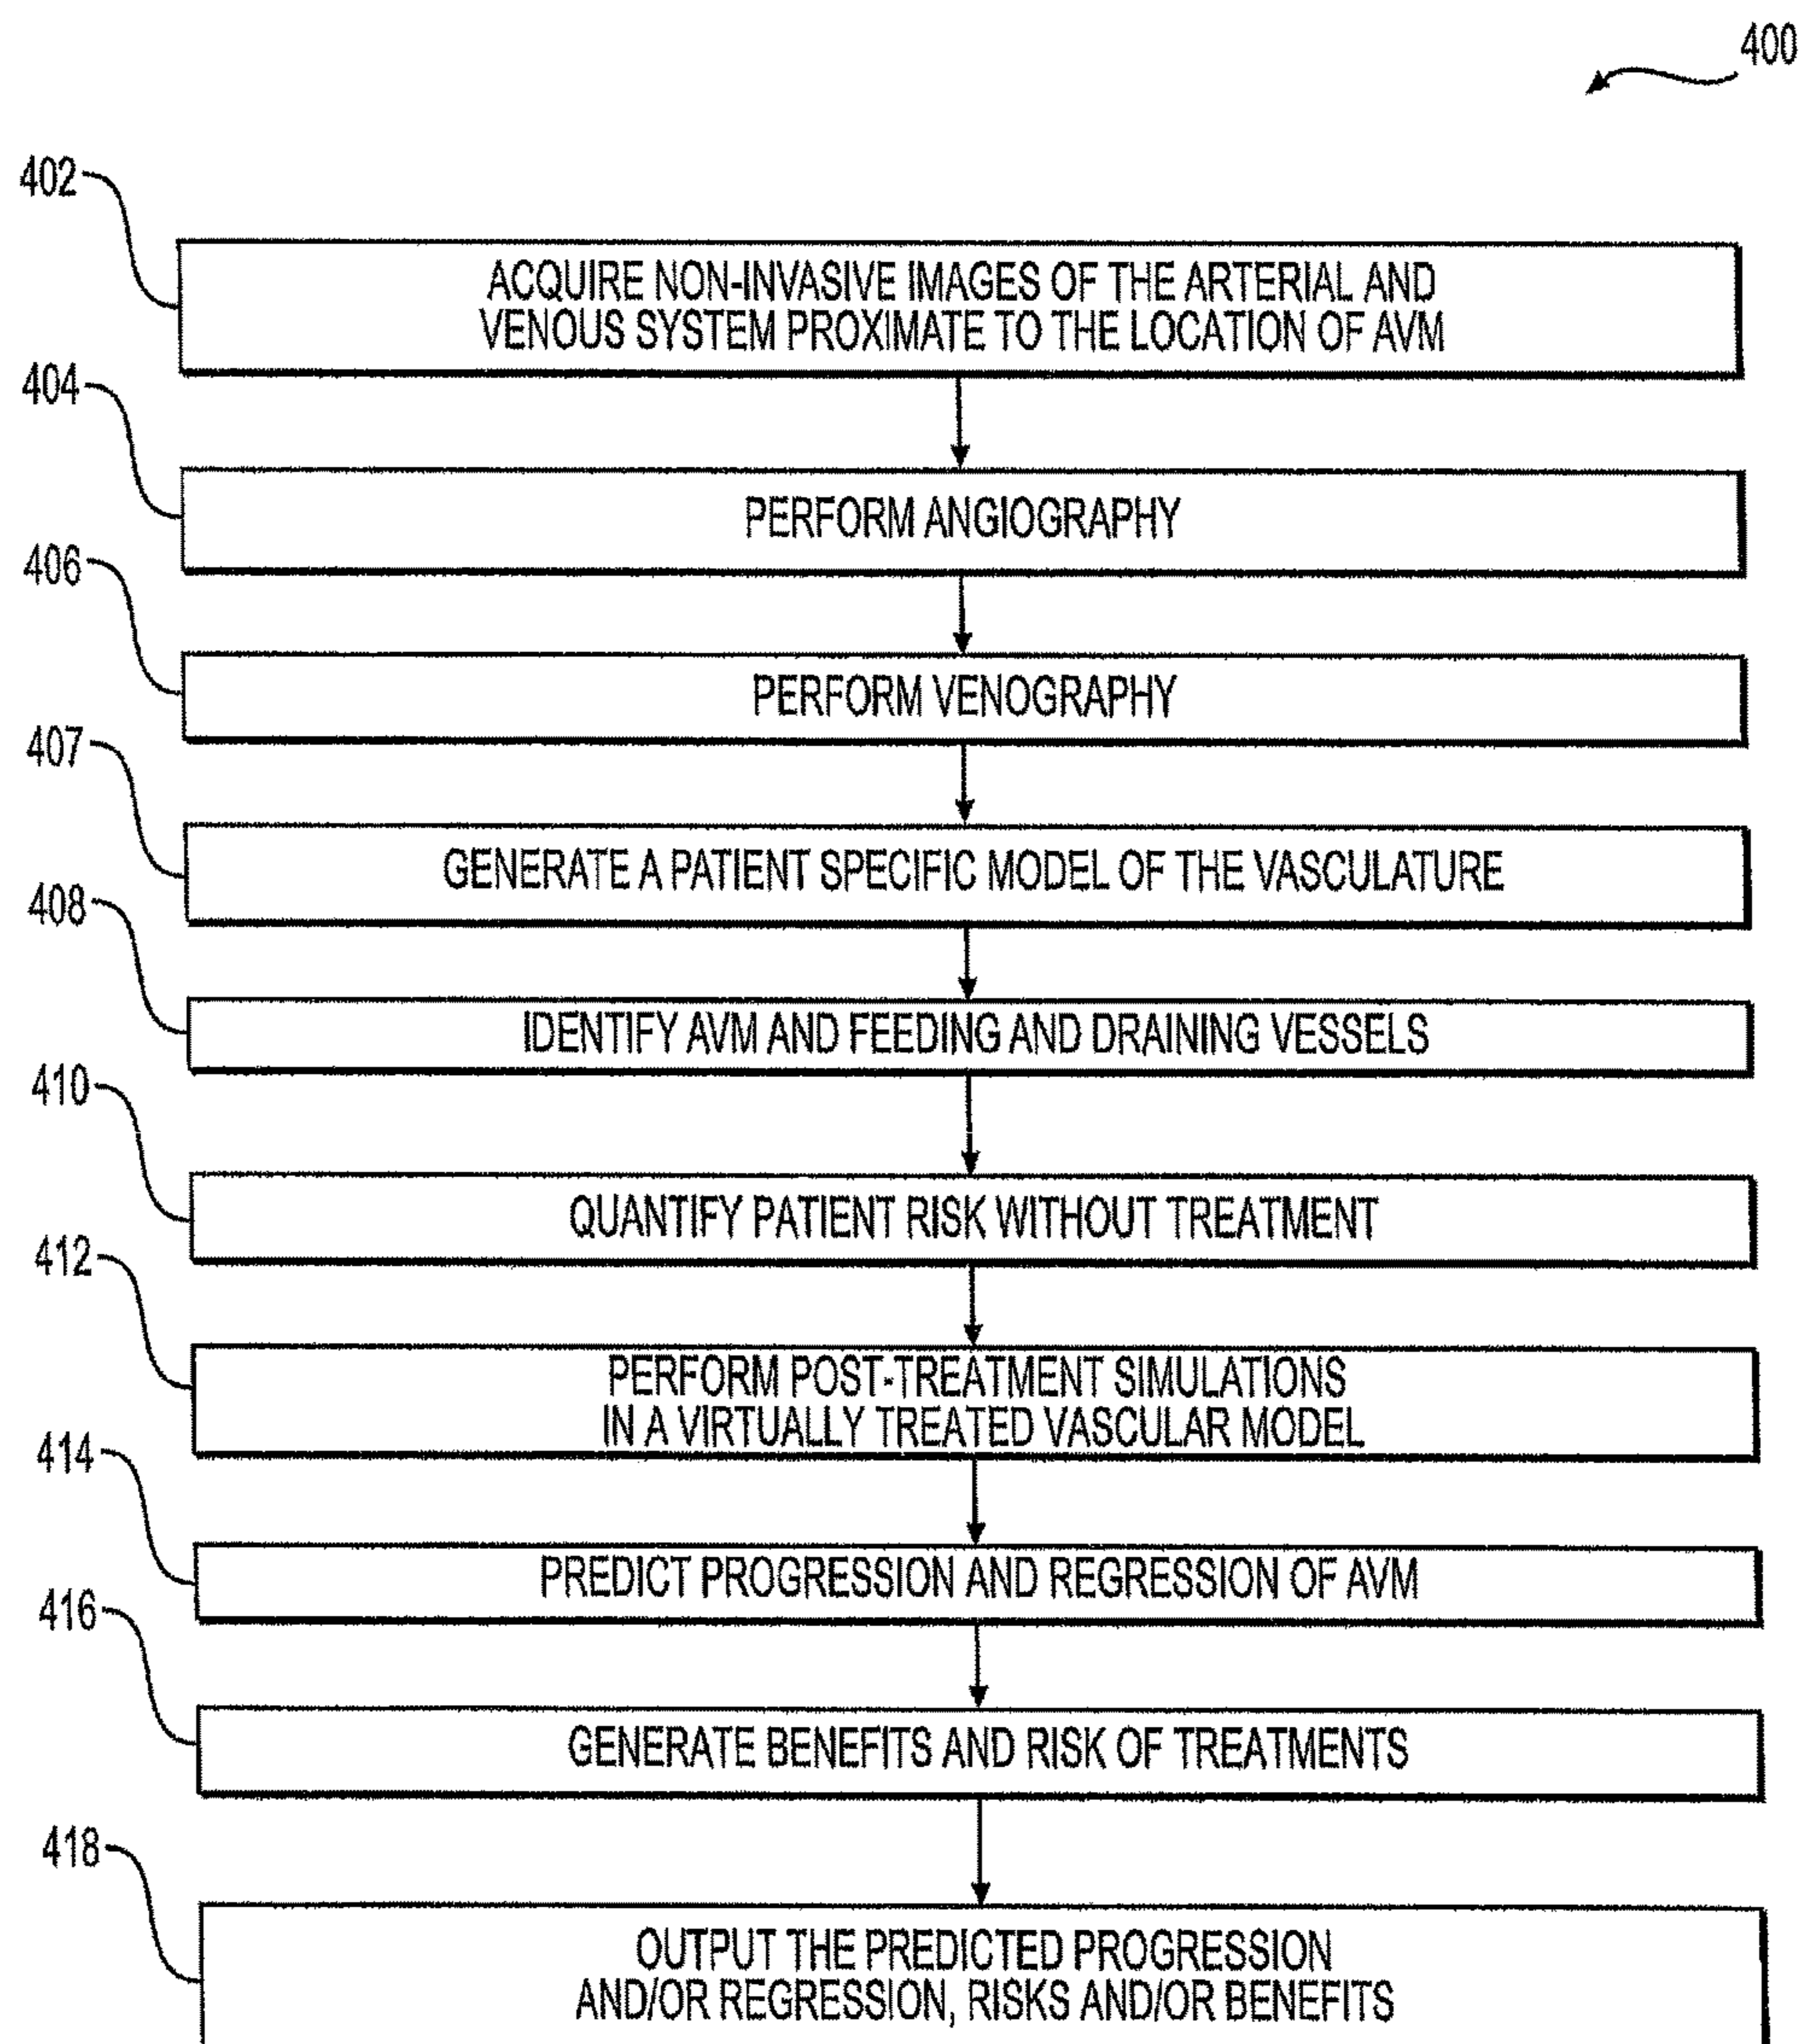 400
402
ACQUIRE NON-INVASIVE IMAGES OF THE ARTERIAL AND
VENOUS SYSTEM PROXIMATE TO THE LOCATION OF AVM
404
PERFORM ANGIOGRAPHY
406
PERFORM VENOGRAPHY
407
GENERATE A PATIENT SPECIFIC MODEL OF THE VASCULATURE
408
IDENTIFY AVM AND FEEDING AND DRAINING VESSELS
410
QUANTIFY PATIENT RISK WITHOUT TREATMENT
412
PERFORM POST-TREATMENT SIMULATIONS
IN A VIRTUALLY TREATED VASCULAR MODEL
414
PREDICT PROGRESSION AND REGRESSION OF AVM
416
GENERATE BENEFITS AND RISK OF TREATMENTS
418
OUTPUT THE PREDICTED PROGRESSION
AND/OR REGRESSION, RISKS AND/OR BENEFITS